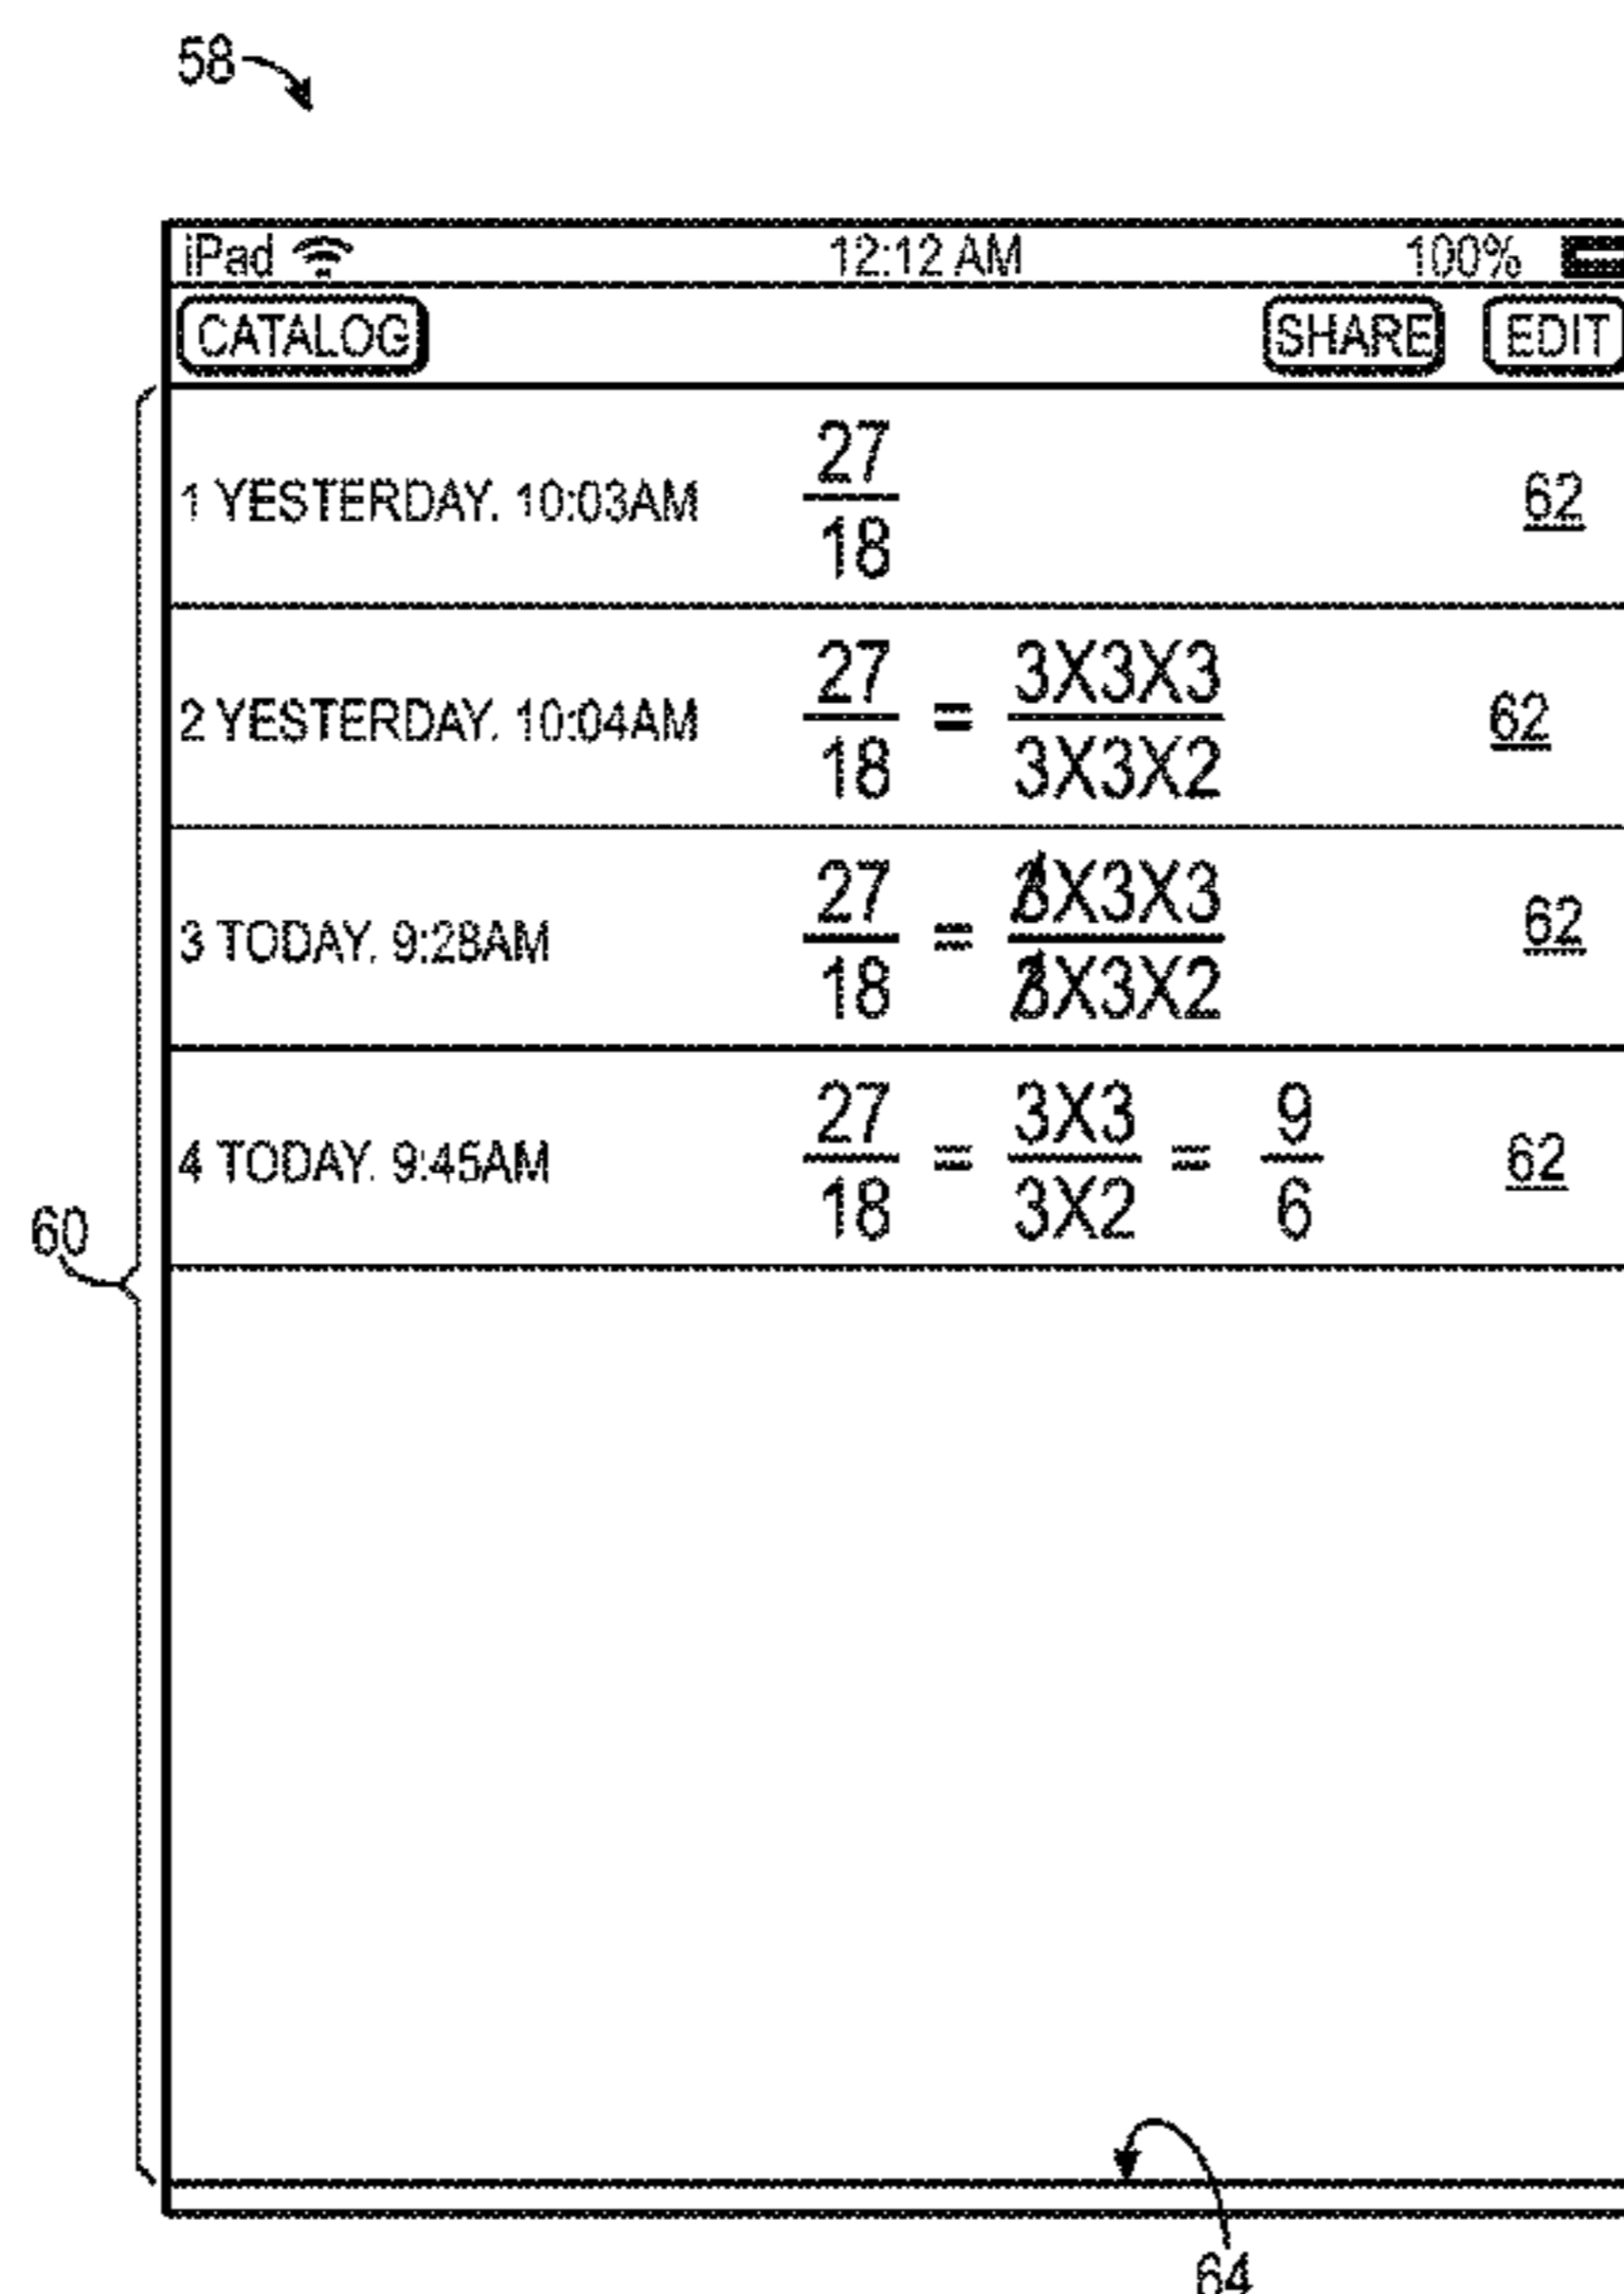 58
iPad 12:12 AM 100%
CATALOG SHARE EDIT
1 YESTERDAY. 10:03AM 27/18 62
2 YESTERDAY. 10:04AM 27/18 = 3X3X3/3X3X2 62
3 TODAY. 9:28AM 27/18 = 3X3X3/3X3X2 62
4 TODAY. 9:45AM 27/18 = 3X3/3X2 = 9/6 62
60
64